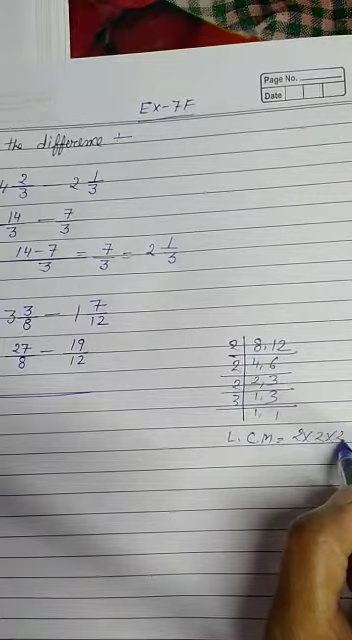 Page No.
Date
Ex-7F
the difference :-
4 2/3 - 2 1/3
14/3 - 7/3
14-7/3 = 7/3 = 2 1/3
3 3/8 - 1 7/12
27/8 - 19/12
2 | 8, 12
2 | 4, 6
2 | 2, 3
3 | 1, 3
1, 1
L.C.M = 2×2×2